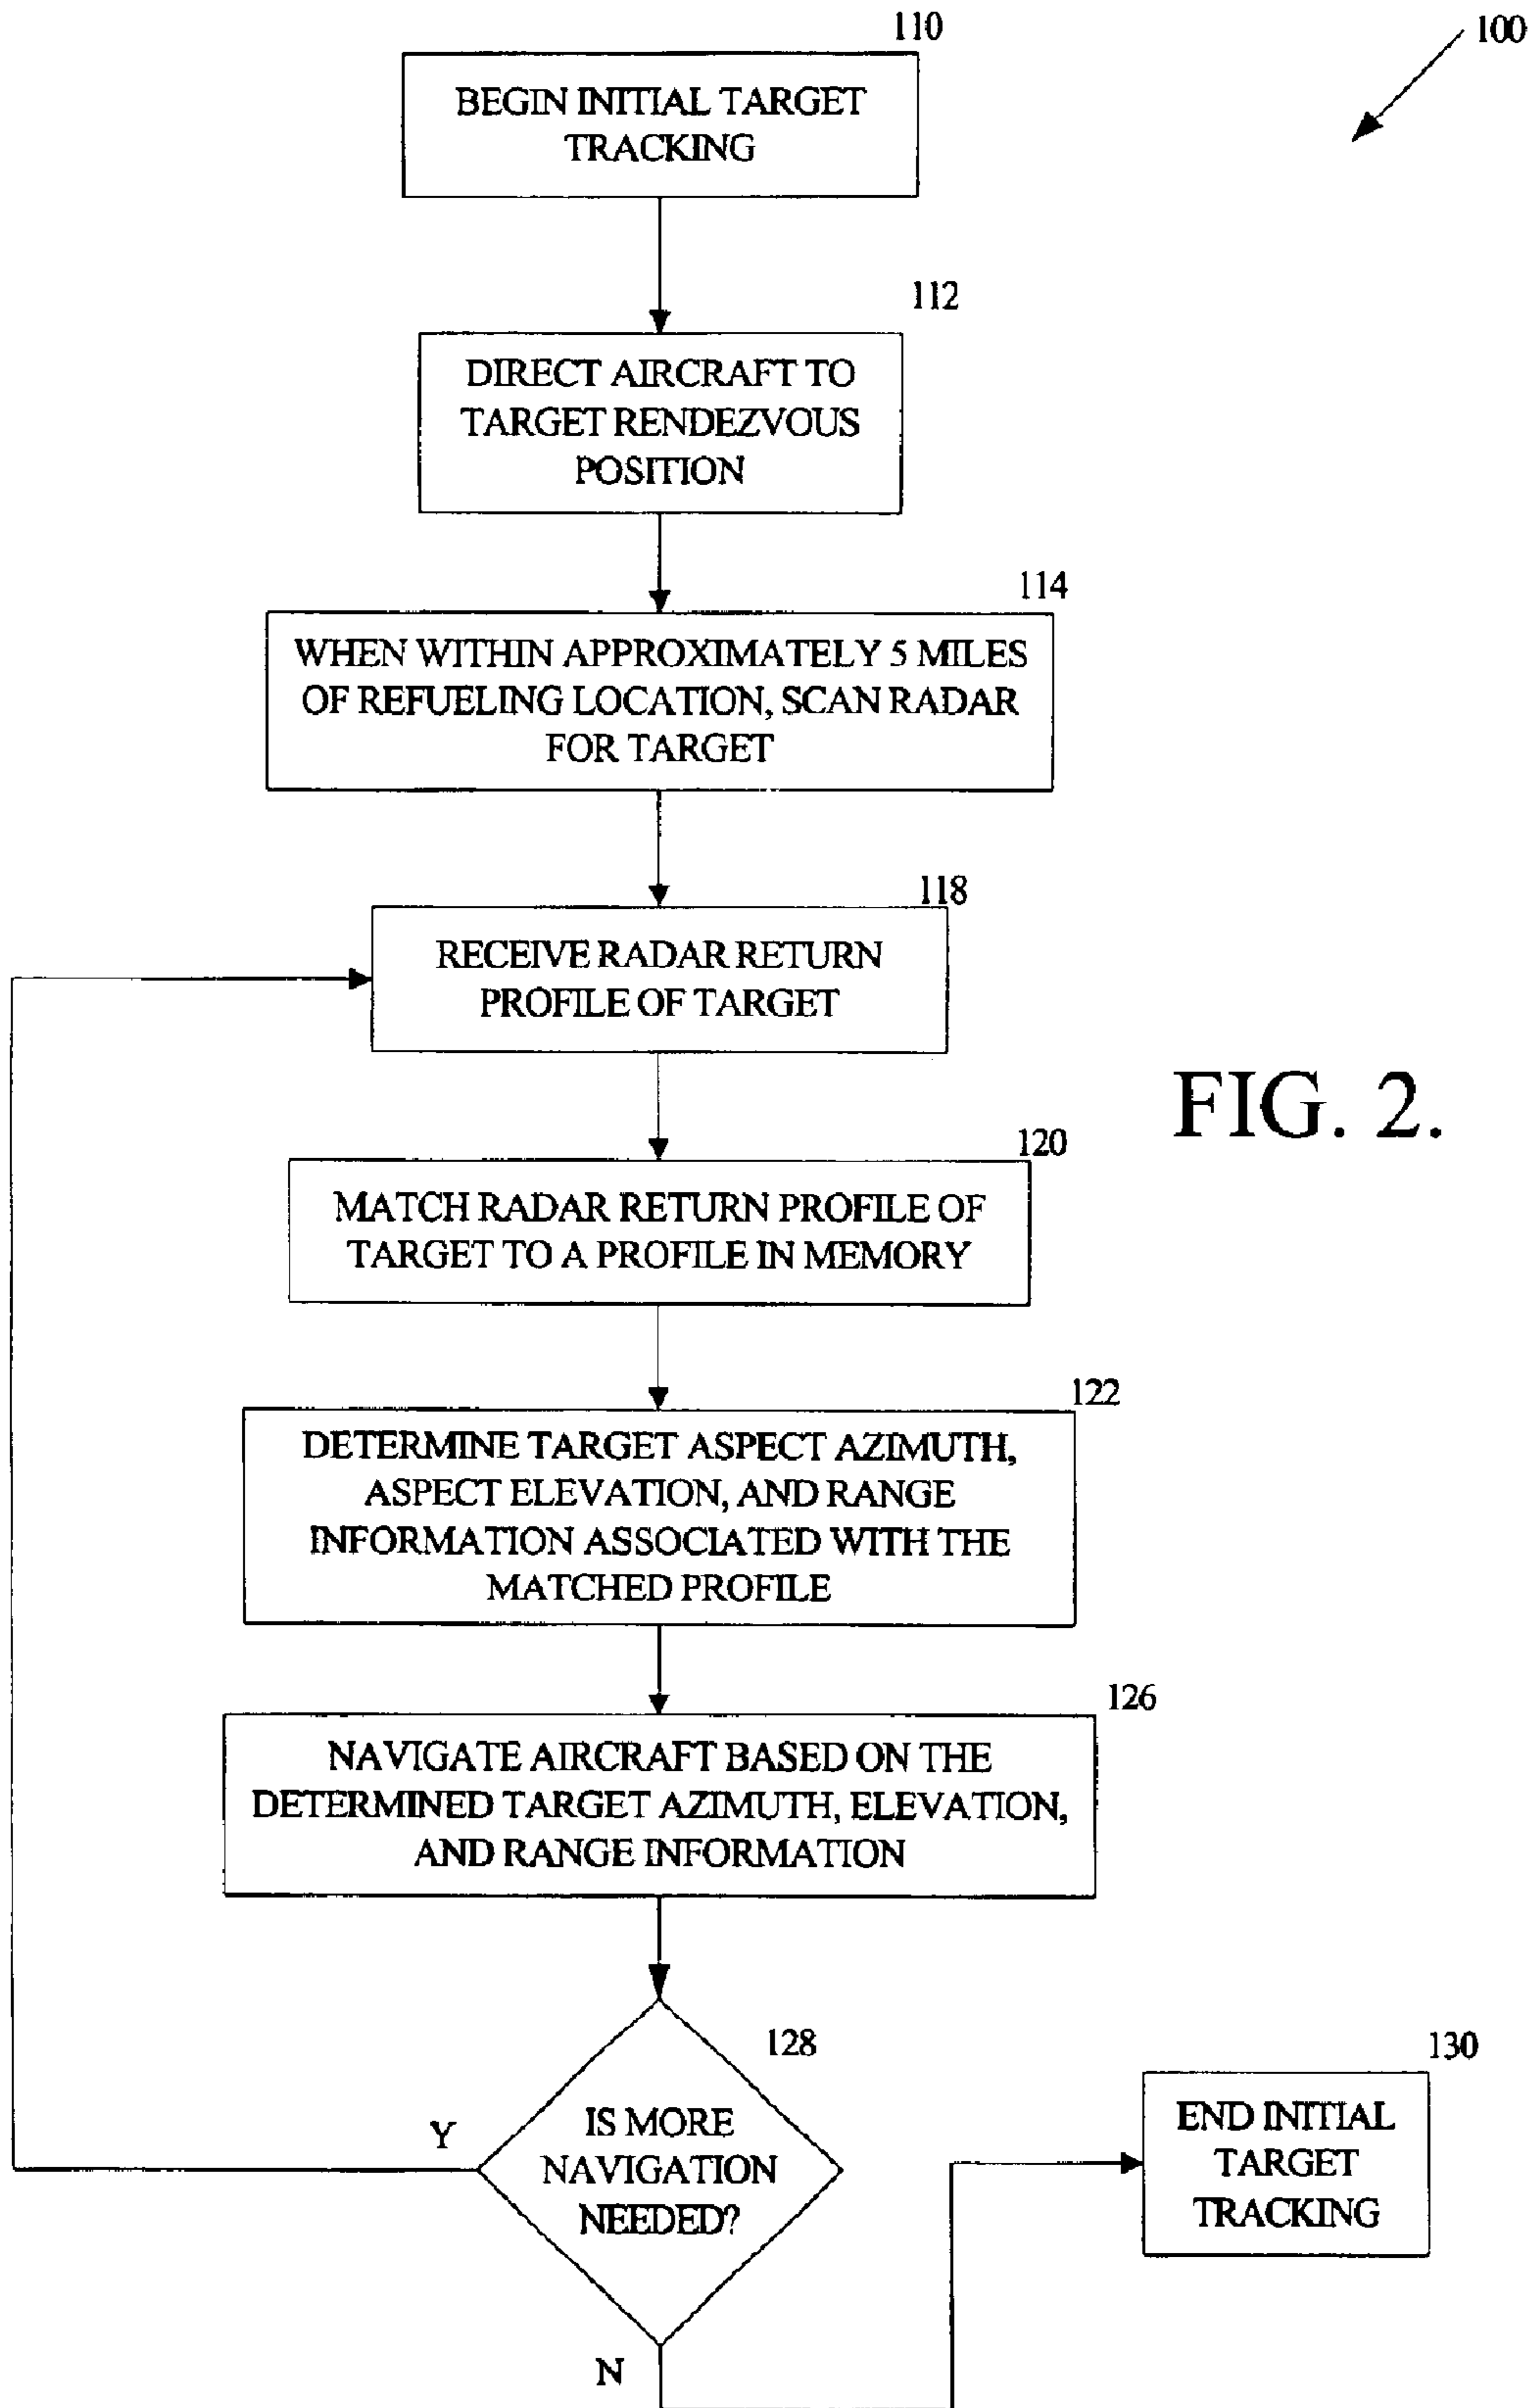 100
110
BEGIN INITIAL TARGET
TRACKING
112
DIRECT AIRCRAFT TO
TARGET RENDEZVOUS
POSITION
114
WHEN WITHIN APPROXIMATELY 5 MILES
OF REFUELING LOCATION, SCAN RADAR
FOR TARGET
118
RECEIVE RADAR RETURN
PROFILE OF TARGET
FIG. 2.
120
MATCH RADAR RETURN PROFILE OF
TARGET TO A PROFILE IN MEMORY
122
DETERMINE TARGET ASPECT AZIMUTH,
ASPECT ELEVATION, AND RANGE
INFORMATION ASSOCIATED WITH THE
MATCHED PROFILE
126
NAVIGATE AIRCRAFT BASED ON THE
DETERMINED TARGET AZIMUTH, ELEVATION,
AND RANGE INFORMATION
128
IS MORE
NAVIGATION
NEEDED?
Y
N
130
END INITIAL
TARGET
TRACKING